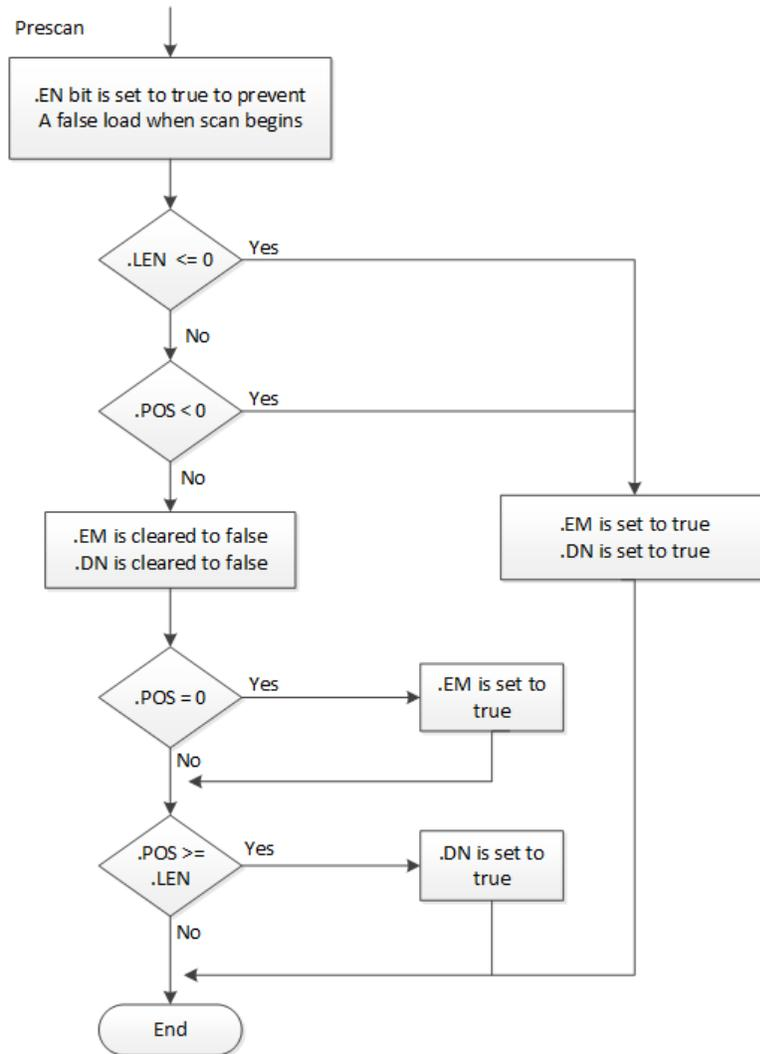 Prescan
.EN bit is set to true to prevent
A false load when scan begins
.LEN <= 0
Yes
No
.POS < 0
Yes
No
.EM is cleared to false
.DN is cleared to false
.EM is set to true
.DN is set to true
.POS = 0
Yes
.EM is set to
true
No
.POS >=
.LEN
Yes
.DN is set to
true
No
End